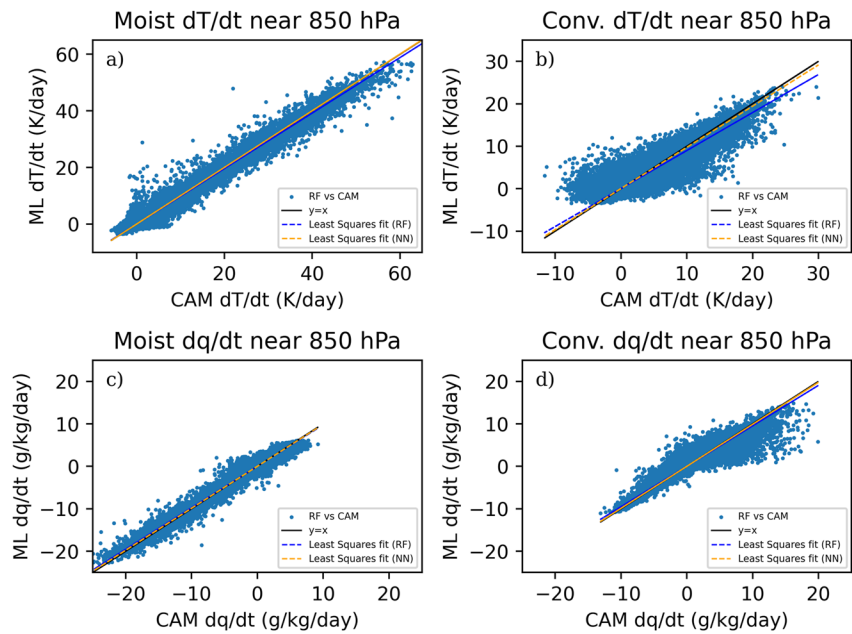 Moist dT/dt near 850 hPa
a)
ML dT/dt (K/day)
60
40
20
0
0
20
40
60
CAM dT/dt (K/day)
RF vs CAM
y=x
Least Squares fit (RF)
Least Squares fit (NN)
Conv. dT/dt near 850 hPa
b)
ML dT/dt (K/day)
30
20
10
0
−10
−10
0
10
20
30
CAM dT/dt (K/day)
RF vs CAM
y=x
Least Squares fit (RF)
Least Squares fit (NN)
Moist dq/dt near 850 hPa
c)
ML dq/dt (g/kg/day)
20
10
0
−10
−20
−20
−10
0
10
20
CAM dq/dt (g/kg/day)
RF vs CAM
y=x
Least Squares fit (RF)
Least Squares fit (NN)
Conv. dq/dt near 850 hPa
d)
ML dq/dt (g/kg/day)
20
10
0
−10
−20
−20
−10
0
10
20
CAM dq/dt (g/kg/day)
RF vs CAM
y=x
Least Squares fit (RF)
Least Squares fit (NN)